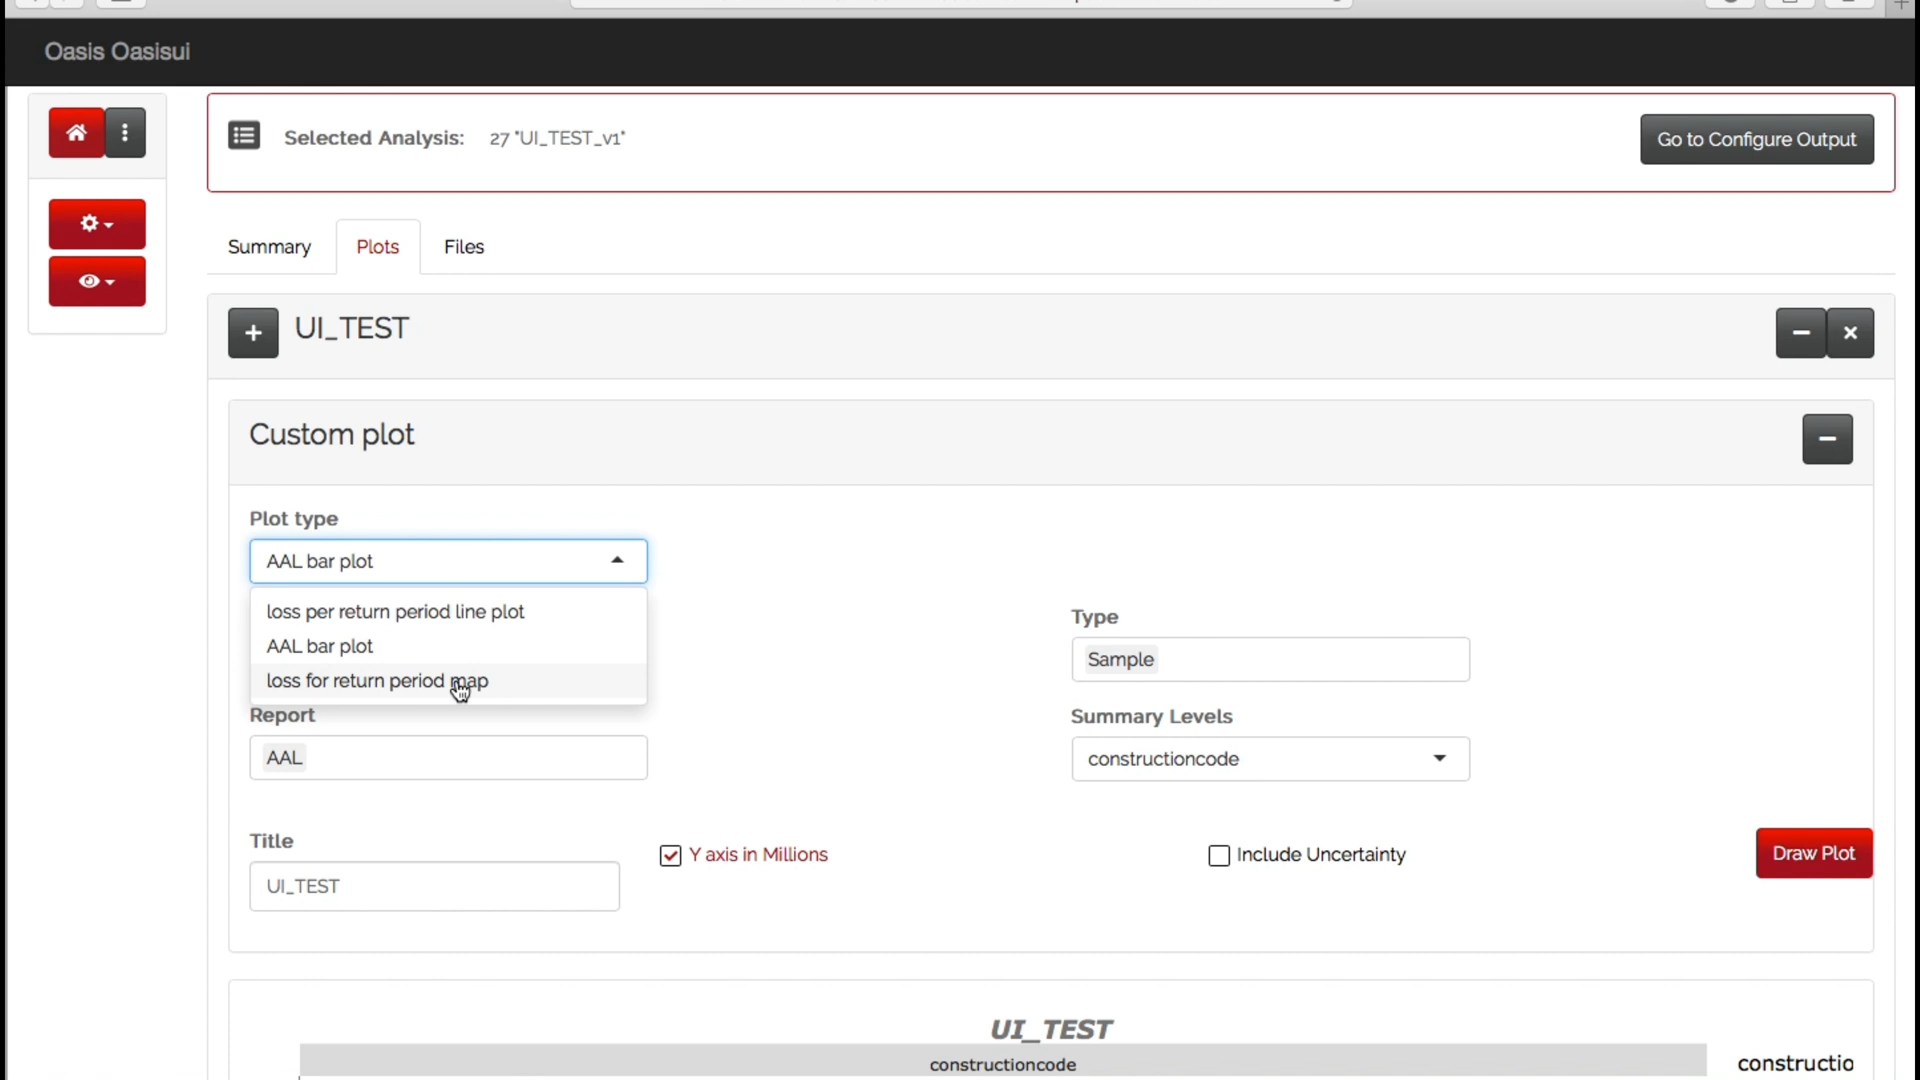 Oasis Oasisui
Selected Analysis: 27 "UI_TEST_v1"
Go to Configure Output
Summary Plots Files
UI_TEST
Custom plot
Plot type
AAL bar plot
loss per return period line plot
AAL bar plot
loss for return period map
Type
Sample
Report
Summary Levels
AAL
constructioncode
Title
Y axis in Millions
Include Uncertainty
Draw Plot
UI_TEST
UI_TEST
constructioncode
constructio